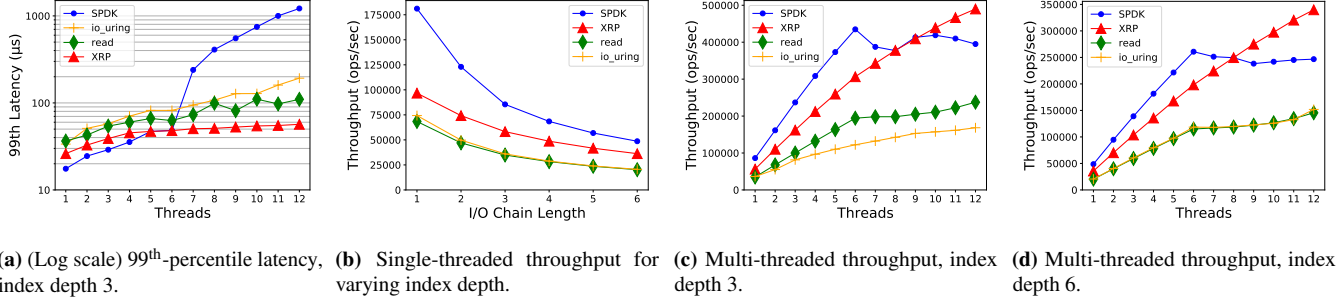 99th Latency (µs)
1000
100
10
SPDK
io_uring
read
XRP
1 2 3 4 5 6 7 8 9 10 11 12
Threads
Throughput (ops/sec)
175000
150000
125000
100000
75000
50000
25000
0
SPDK
XRP
read
io_uring
1 2 3 4 5 6
I/O Chain Length
Throughput (ops/sec)
500000
400000
300000
200000
100000
0
SPDK
XRP
read
io_uring
1 2 3 4 5 6 7 8 9 10 11 12
Threads
Throughput (ops/sec)
350000
300000
250000
200000
150000
100000
50000
0
SPDK
XRP
read
io_uring
1 2 3 4 5 6 7 8 9 10 11 12
Threads
(a) (Log scale) 99th-percentile latency,
index depth 3.
(b) Single-threaded throughput for
varying index depth.
(c) Multi-threaded throughput, index
depth 3.
(d) Multi-threaded throughput, index
depth 6.